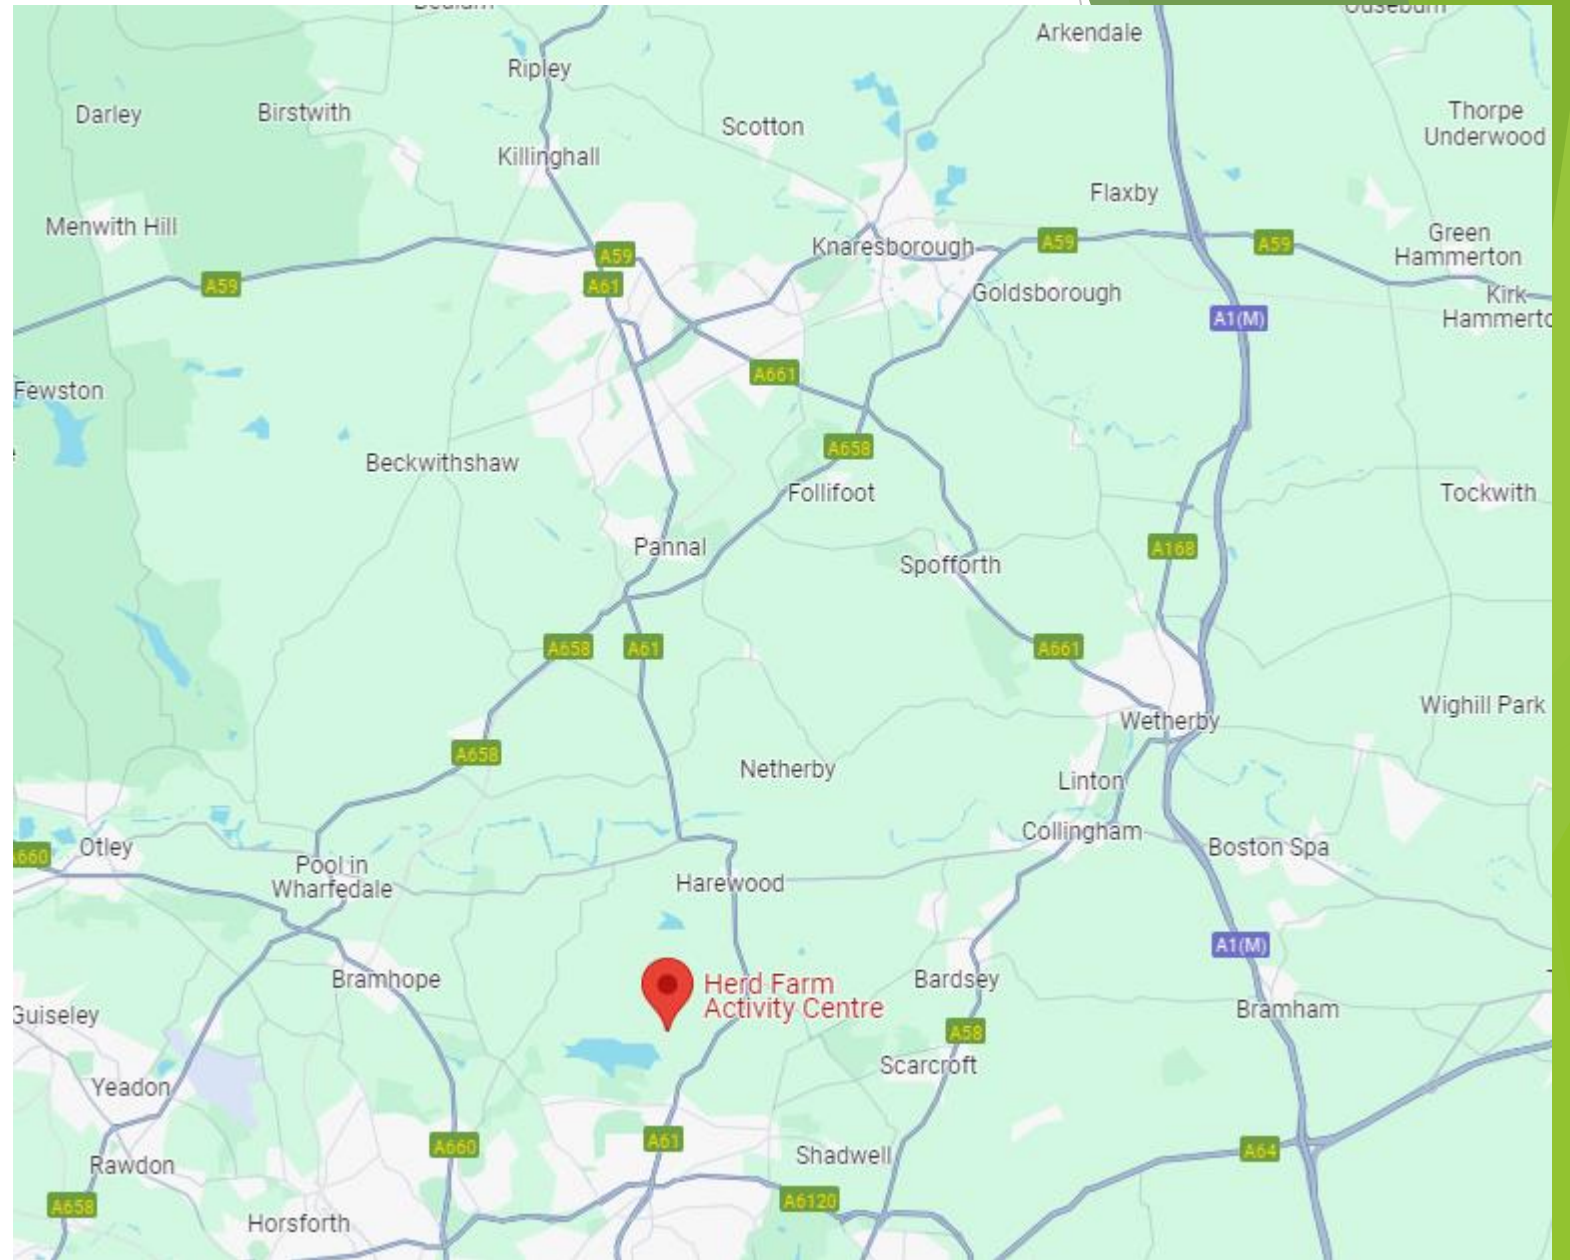 Arkendale
Ripley
Darley
Birstwith
Scotton
Thorpe
Underwood
Killinghall
Flaxby
Menwith Hill
Knaresborough
A59
A59
A59
Green
Hammerton
A59
A61
Goldsborough
Kirk
A1(M)
A661
Fewston
A658
Beckwithshaw
Follifoot
Tockwith
Pannal
A168
Spofforth
A658
A61
A661
Wighill Park
Wetherby
A658
Netherby
Linton
Collingham
Otley
Boston Spa
Pool in
Wharfedale
Harewood
A1(M)
Bramhope
Herd Farm
Activity Centre
Bardsey
Bramham
A58
Scarcroft
Yeadon
A660
A61
Shadwell
A64
Rawdon
A658
A6120
Horsforth